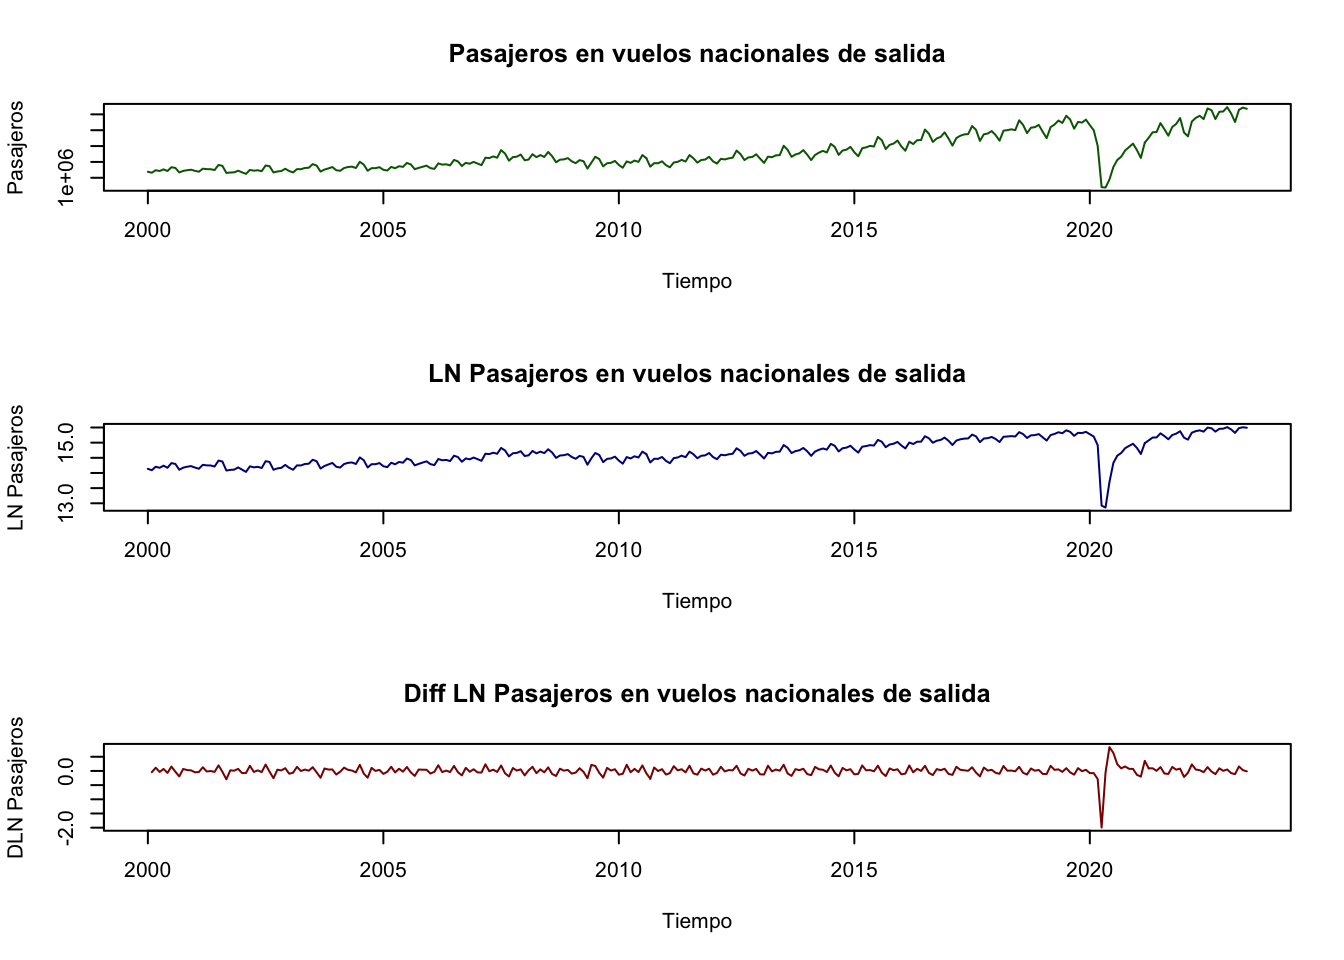 Pasajeros en vuelos nacionales de salida
Pasajeros
1e+06
2000 2005 2010 2015 2020
Tiempo
LN Pasajeros en vuelos nacionales de salida
LN Pasajeros
13.0 15.0
2000 2005 2010 2015 2020
Tiempo
Diff LN Pasajeros en vuelos nacionales de salida
DLN Pasajeros
-2.0 0.0
2000 2005 2010 2015 2020
Tiempo